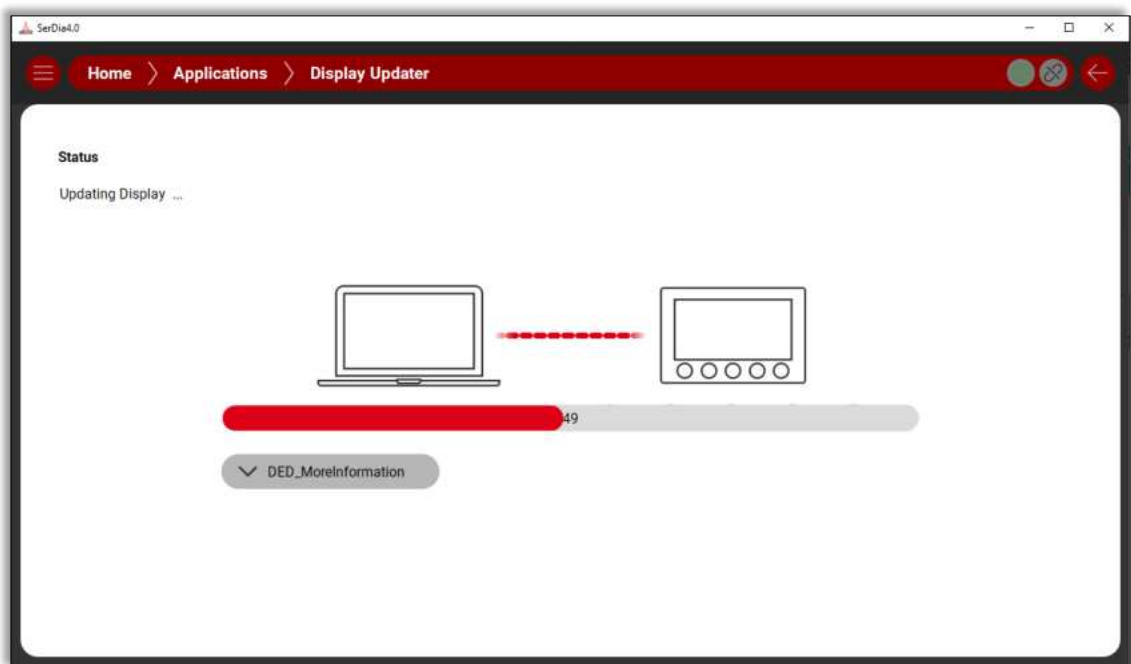 SerDia4.0
Home
Applications
Display Updater
Status
Updating Display ...
49
DED_MoreInformation